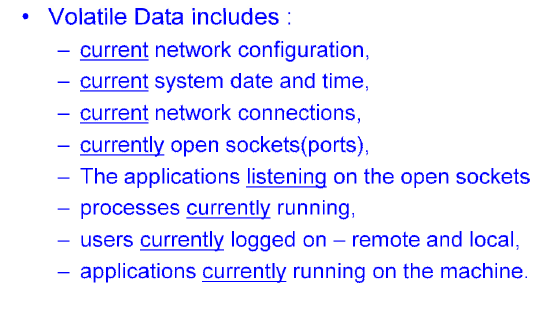 • Volatile Data includes :
– current network configuration,
– current system date and time,
– current network connections,
– currently open sockets(ports),
– The applications listening on the open sockets
– processes currently running,
– users currently logged on – remote and local,
– applications currently running on the machine.